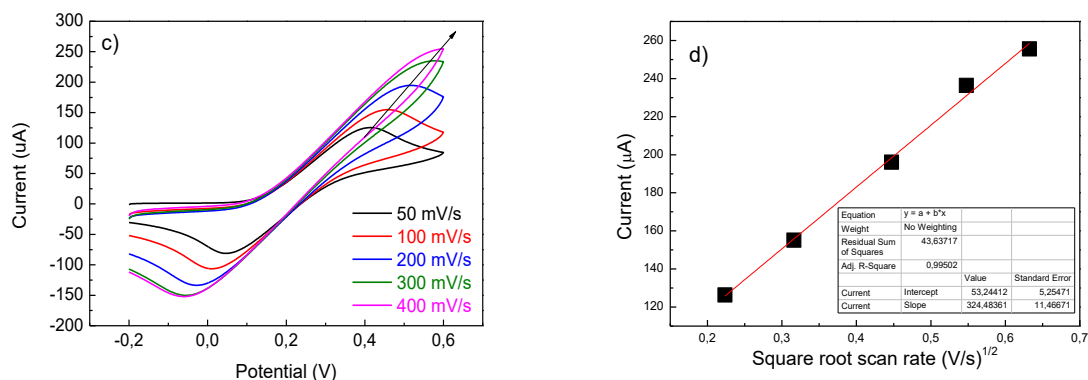 c)
300
250
200
150
100
50
0
-50
-100
-150
-200
-0,2
0,0
0,2
0,4
0,6
Current (uA)
Potential (V)
50 mV/s
100 mV/s
200 mV/s
300 mV/s
400 mV/s
d)
260
240
220
200
180
160
140
120
0,2
0,3
0,4
0,5
0,6
0,7
Current (µA)
Square root scan rate (V/s)^1/2
Equation y = a + b*x
Weight No Weighting
Residual Sum of Squares 43,63717
Adj. R-Square 0,99502
Value Standard Error
Current Intercept 53,24412 5,25471
Current Slope 324,48361 11,46671